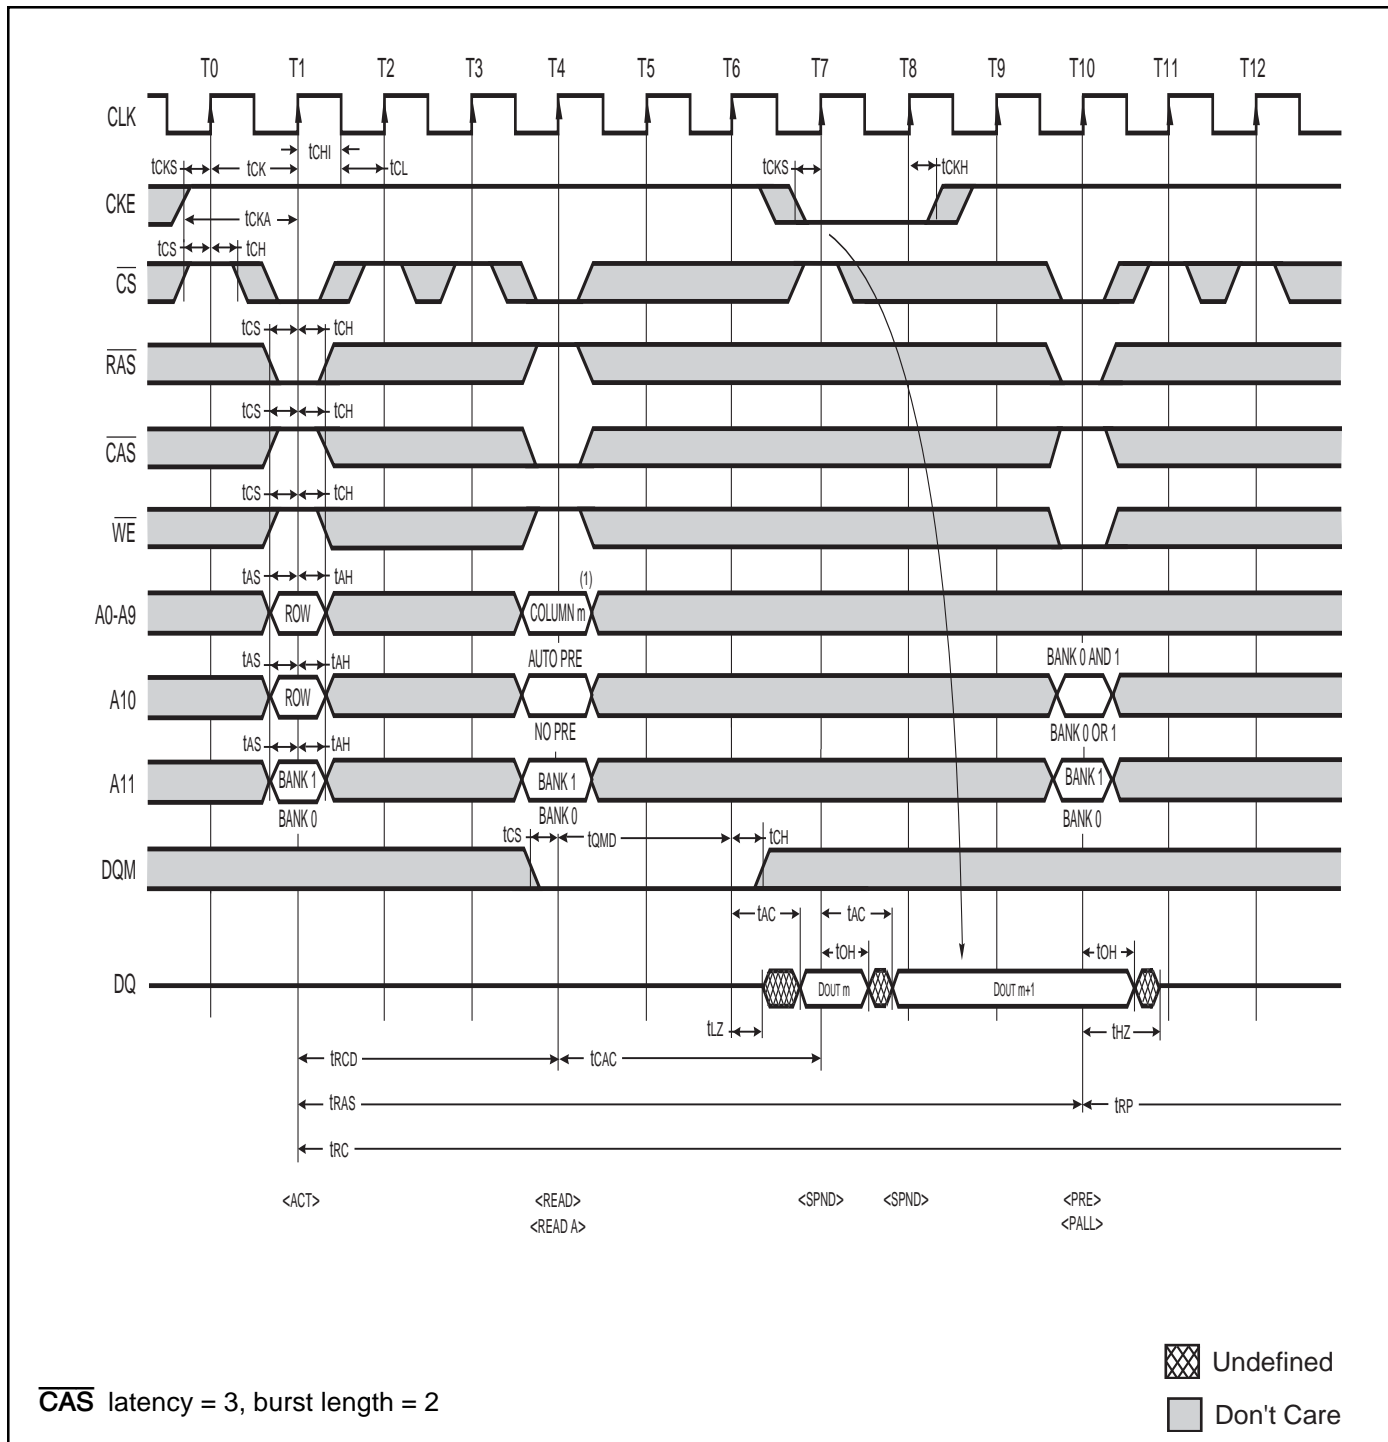 T0 T1 T2 T3 T4 T5 T6 T7 T8 T9 T10 T11 T12
CLK
tCHI
tCKS tCK tCL tCKS tCKH
CKE
tCKA
tCS tCH
CS
tCS tCH
RAS
tCS tCH
CAS
tCS tCH
WE
tAS tAH (1)
A0-A9 ROW COLUMN m
tAS tAH AUTO PRE BANK 0 AND 1
A10 ROW
NO PRE BANK 0 OR 1
tAS tAH
A11 BANK 1 BANK 1 BANK 1
BANK 0 BANK 0 BANK 0
tCS tQMD tCH
DQM
tAC tAC
tOH tOH
DQ DOUT m DOUT m+1
tLZ tHZ
tRCD tCAC
tRAS tRP
tRC
<ACT> <READ> <SPND> <SPND> <PRE>
<READ A> <PALL>
Undefined
CAS latency = 3, burst length = 2
Don't Care